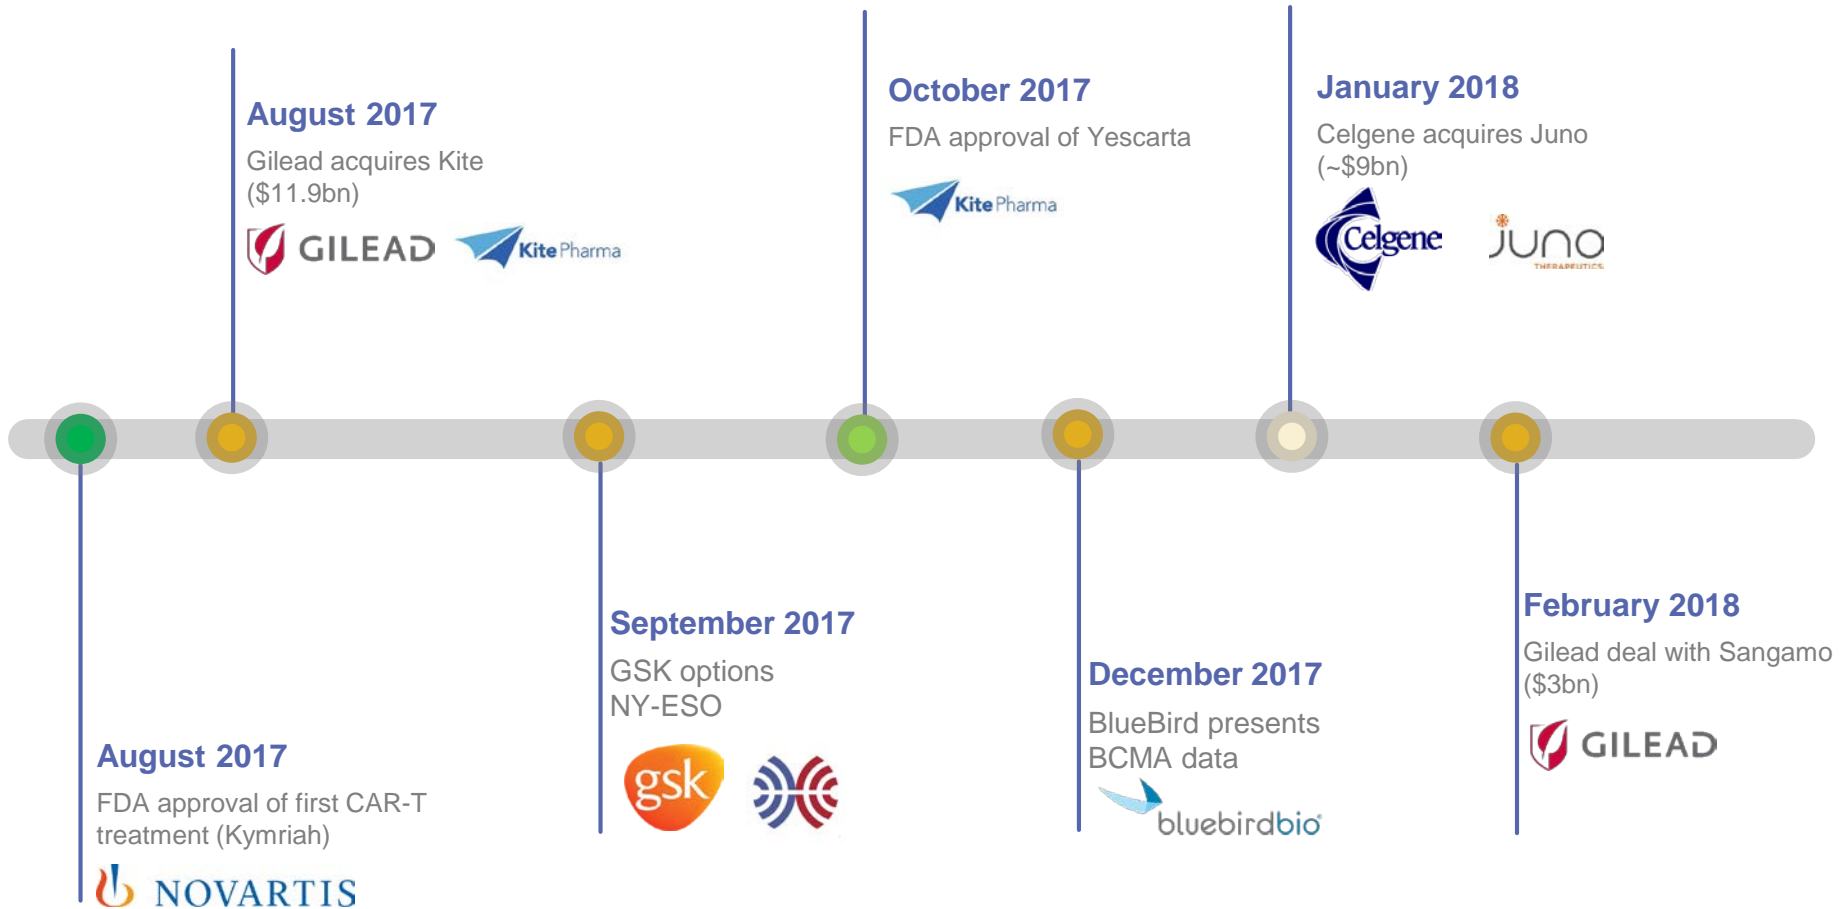 August 2017
Gilead acquires Kite
($11.9bn)
GILEAD
Kite Pharma
October 2017
FDA approval of Yescarta
Kite Pharma
January 2018
Celgene acquires Juno
(~$9bn)
Celgene
juno
THERAPEUTICS
August 2017
FDA approval of first CAR-T
treatment (Kymriah)
NOVARTIS
September 2017
GSK options
NY-ESO
gsk
December 2017
BlueBird presents
BCMA data
bluebirdbio
February 2018
Gilead deal with Sangamo
($3bn)
GILEAD